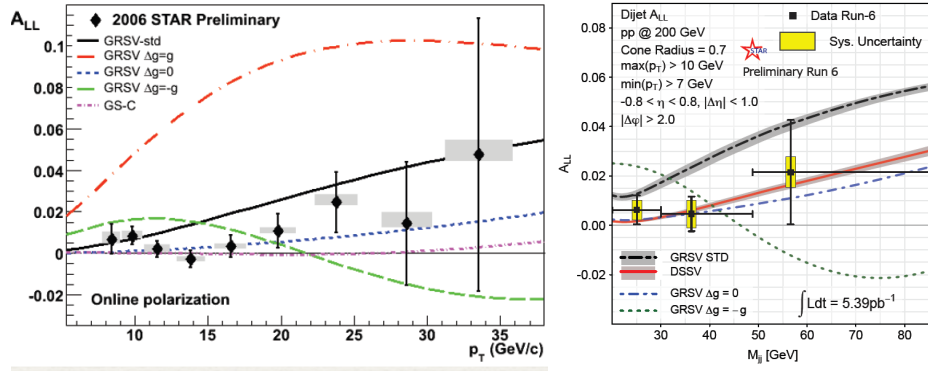 A_LL
2006 STAR Preliminary
GRSV-std
GRSV Δg=g
GRSV Δg=0
GRSV Δg=-g
GS-C
0.1
0.08
0.06
0.04
0.02
0
-0.02
Online polarization
10 15 20 25 30 35
p_T (GeV/c)
Dijet A_LL
pp @ 200 GeV
Cone Radius = 0.7
max(p_T) > 10 GeV
min(p_T) > 7 GeV
-0.8 < η < 0.8, |Δη| < 1.0
|Δφ| > 2.0
STAR
Preliminary Run 6
Data Run-6
Sys. Uncertainty
A_LL
0.08
0.06
0.04
0.02
0.00
-0.02
GRSV STD
DSSV
GRSV Δg = 0
GRSV Δg = -g
∫Ldt = 5.39pb⁻¹
20 30 40 50 60 70 80
M_jj [GeV]